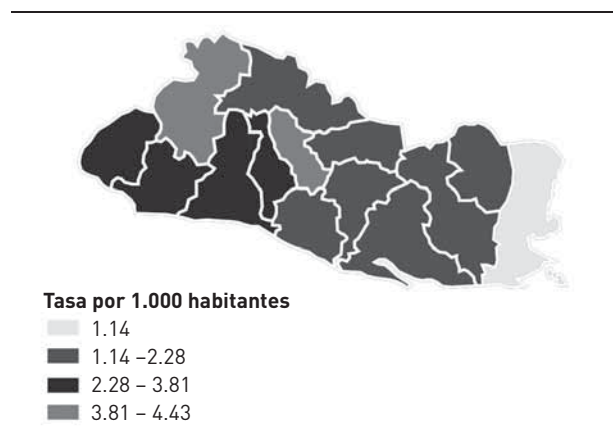 Tasa por 1.000 habitantes
1.14
1.14 –2.28
2.28 – 3.81
3.81 – 4.43